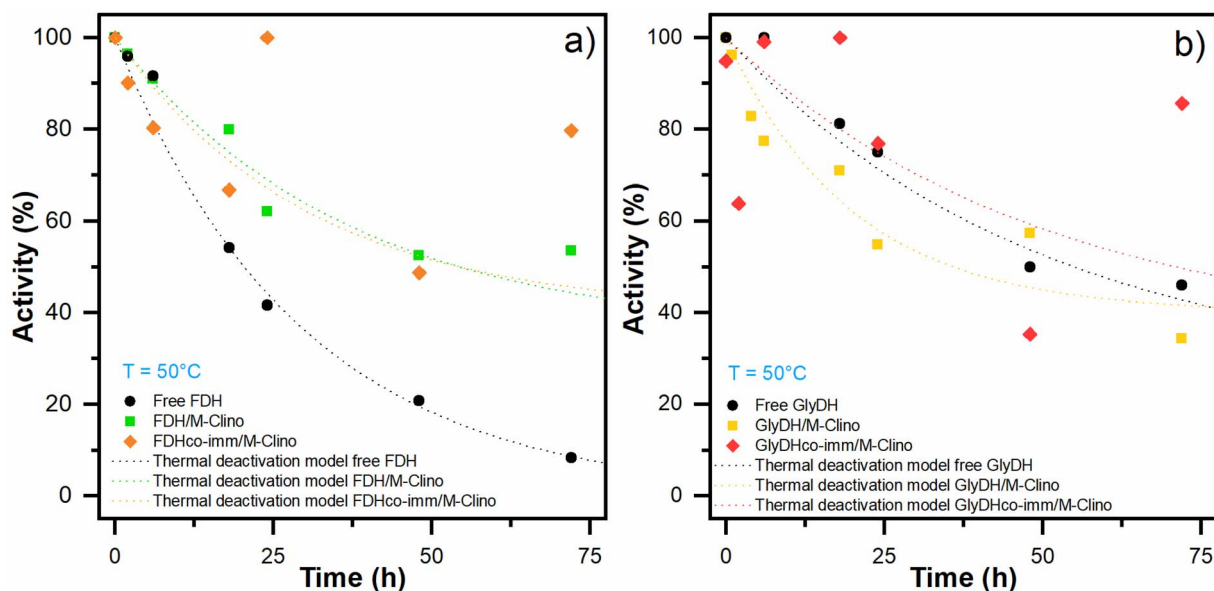 a)
100
80
60
40
20
0
Activity (%)
T = 50°C
Free FDH
FDH/M-Clino
FDHco-imm/M-Clino
Thermal deactivation model free FDH
Thermal deactivation model FDH/M-Clino
Thermal deactivation model FDHco-imm/M-Clino
0 25 50 75
Time (h)
b)
100
80
60
40
20
0
Activity (%)
T = 50°C
Free GlyDH
GlyDH/M-Clino
GlyDHco-imm/M-Clino
Thermal deactivation model free GlyDH
Thermal deactivation model GlyDH/M-Clino
Thermal deactivation model GlyDHco-imm/M-Clino
0 25 50 75
Time (h)